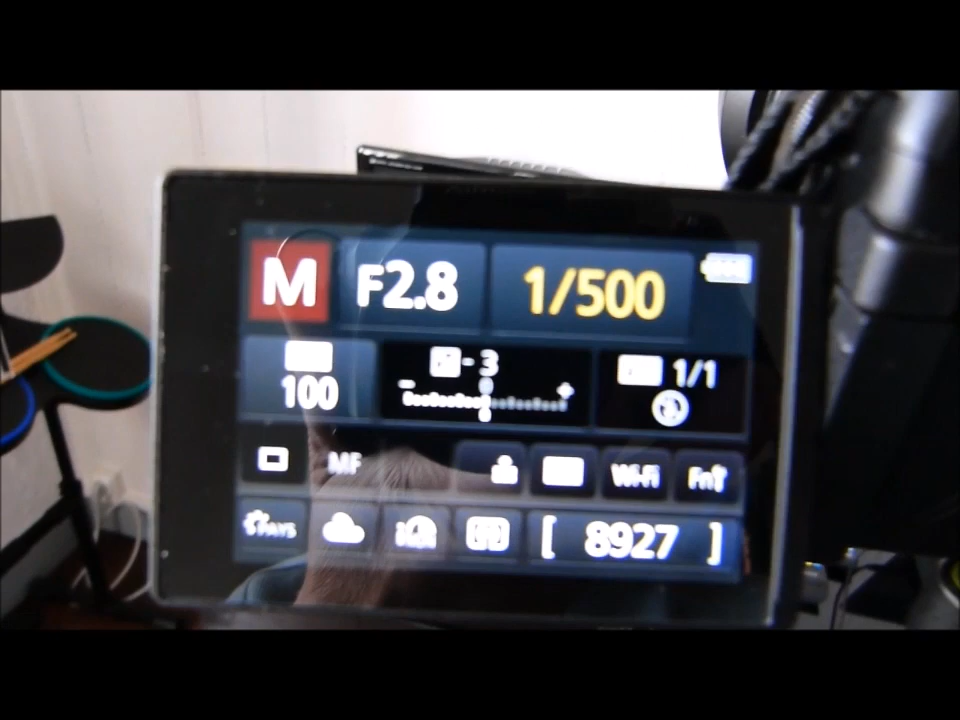 M F2.8 1/500
- 3 1/1
100
- +
MF Wi-Fi Fn
[ 8927 ]